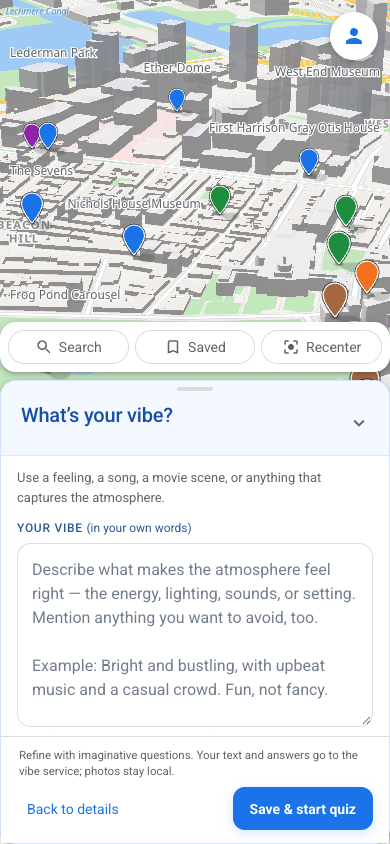 Lechmere Canal
Lederman Park
Ether Dome
West End Museum
First Harrison Gray Otis House
The Sevens
Nichols House Museum
BEACON
HILL
Frog Pond Carousel
Search
Saved
Recenter
What's your vibe?
Use a feeling, a song, a movie scene, or anything that
captures the atmosphere.
YOUR VIBE (in your own words)
Describe what makes the atmosphere feel
right — the energy, lighting, sounds, or setting.
Mention anything you want to avoid, too.
Example: Bright and bustling, with upbeat
music and a casual crowd. Fun, not fancy.
Refine with imaginative questions. Your text and answers go to the
vibe service; photos stay local.
Back to details
Save & start quiz